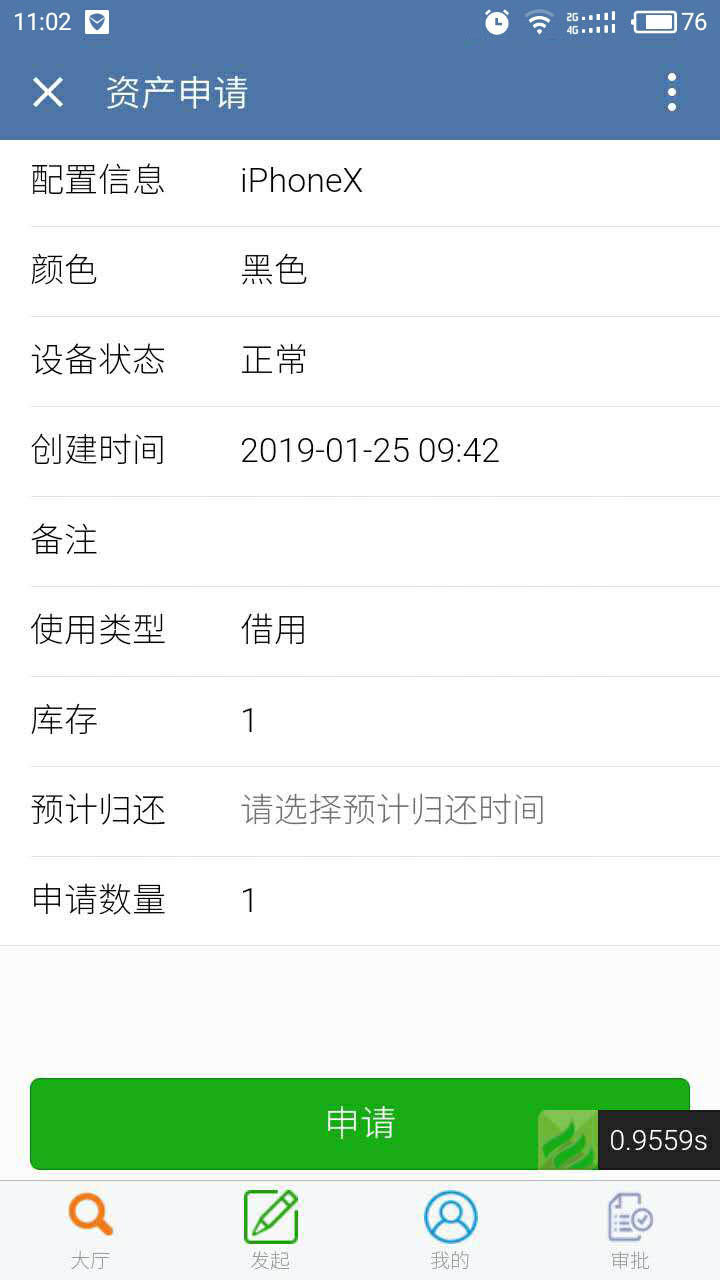 11:02 2G 4G 76
资产申请
配置信息 iPhoneX
颜色 黑色
设备状态 正常
创建时间 2019-01-25 09:42
备注
使用类型 借用
库存 1
预计归还 请选择预计归还时间
申请数量 1
申请
0.9559s
大厅 发起 我的 审批